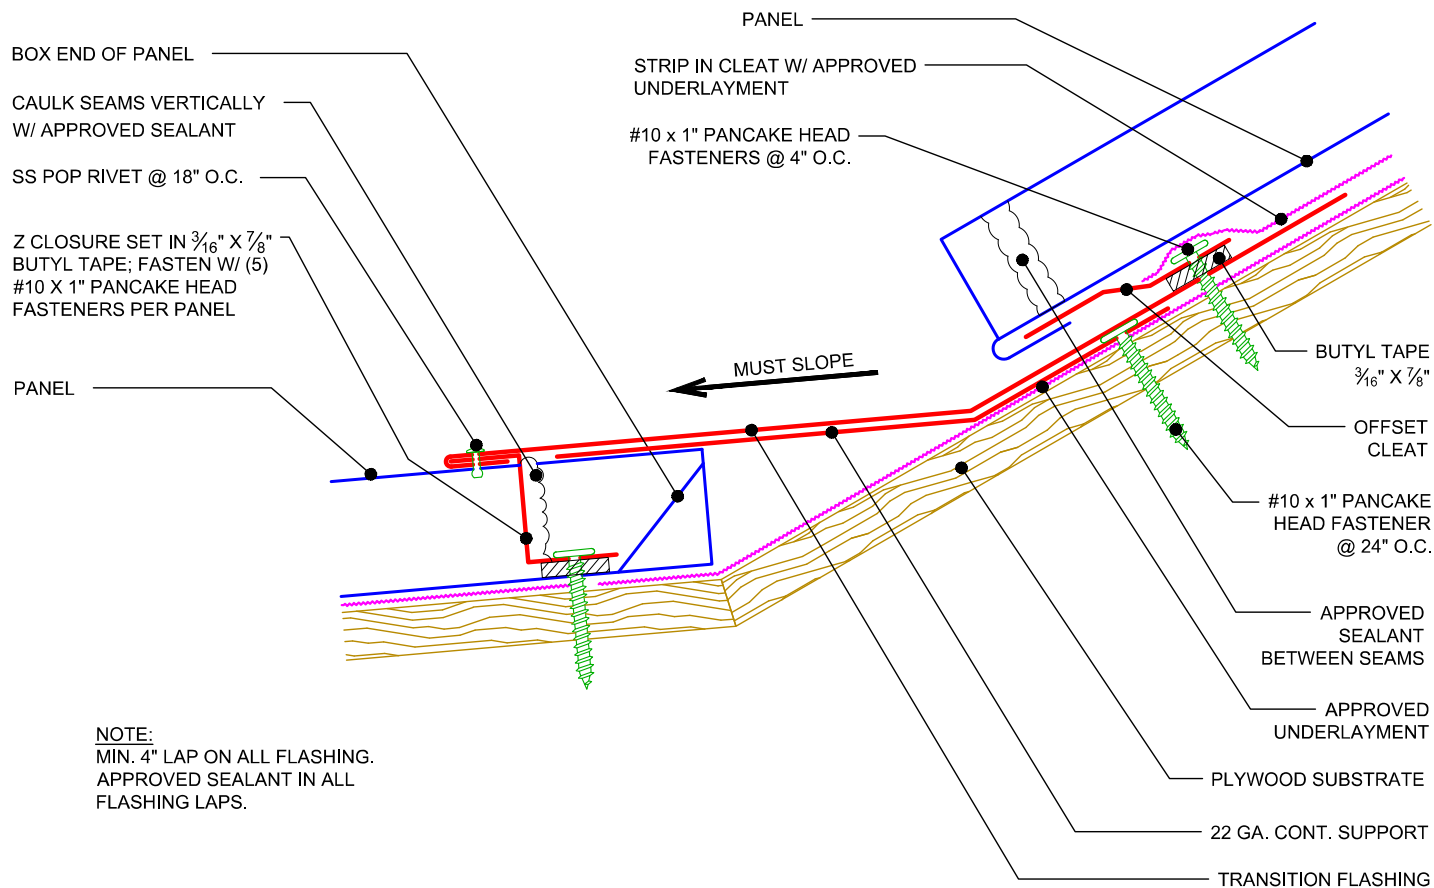 BOX END OF PANEL
CAULK SEAMS VERTICALLY
W/ APPROVED SEALANT
SS POP RIVET @ 18" O.C.
Z CLOSURE SET IN 3⁄16" X 7⁄8"
BUTYL TAPE; FASTEN W/ (5)
#10 X 1" PANCAKE HEAD
FASTENERS PER PANEL
PANEL
PANEL
STRIP IN CLEAT W/ APPROVED
UNDERLAYMENT
#10 x 1" PANCAKE HEAD
FASTENERS @ 4" O.C.
MUST SLOPE
BUTYL TAPE
3⁄16" X 7⁄8"
OFFSET
CLEAT
#10 x 1" PANCAKE
HEAD FASTENER
@ 24" O.C.
APPROVED
SEALANT
BETWEEN SEAMS
APPROVED
UNDERLAYMENT
PLYWOOD SUBSTRATE
22 GA. CONT. SUPPORT
TRANSITION FLASHING
NOTE:
MIN. 4" LAP ON ALL FLASHING.
APPROVED SEALANT IN ALL
FLASHING LAPS.